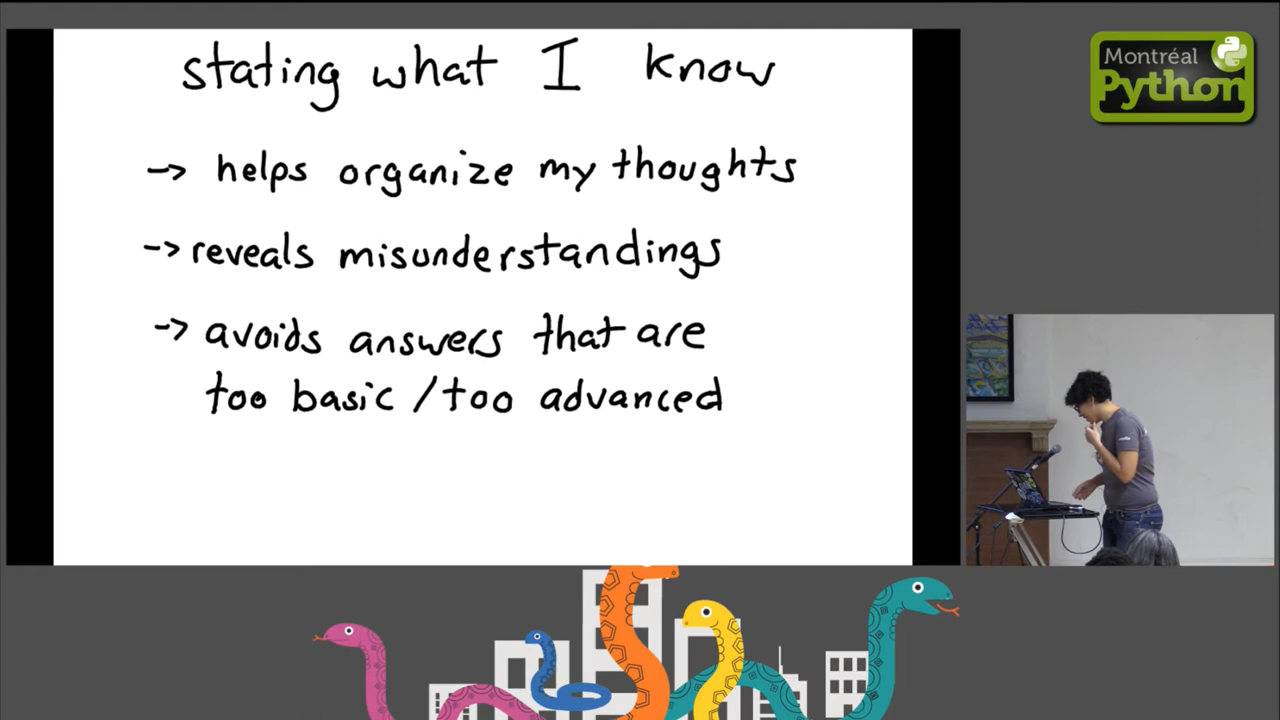 stating what I know
-> helps organize my thoughts
-> reveals misunderstandings
-> avoids answers that are
too basic / too advanced
Montréal
Python